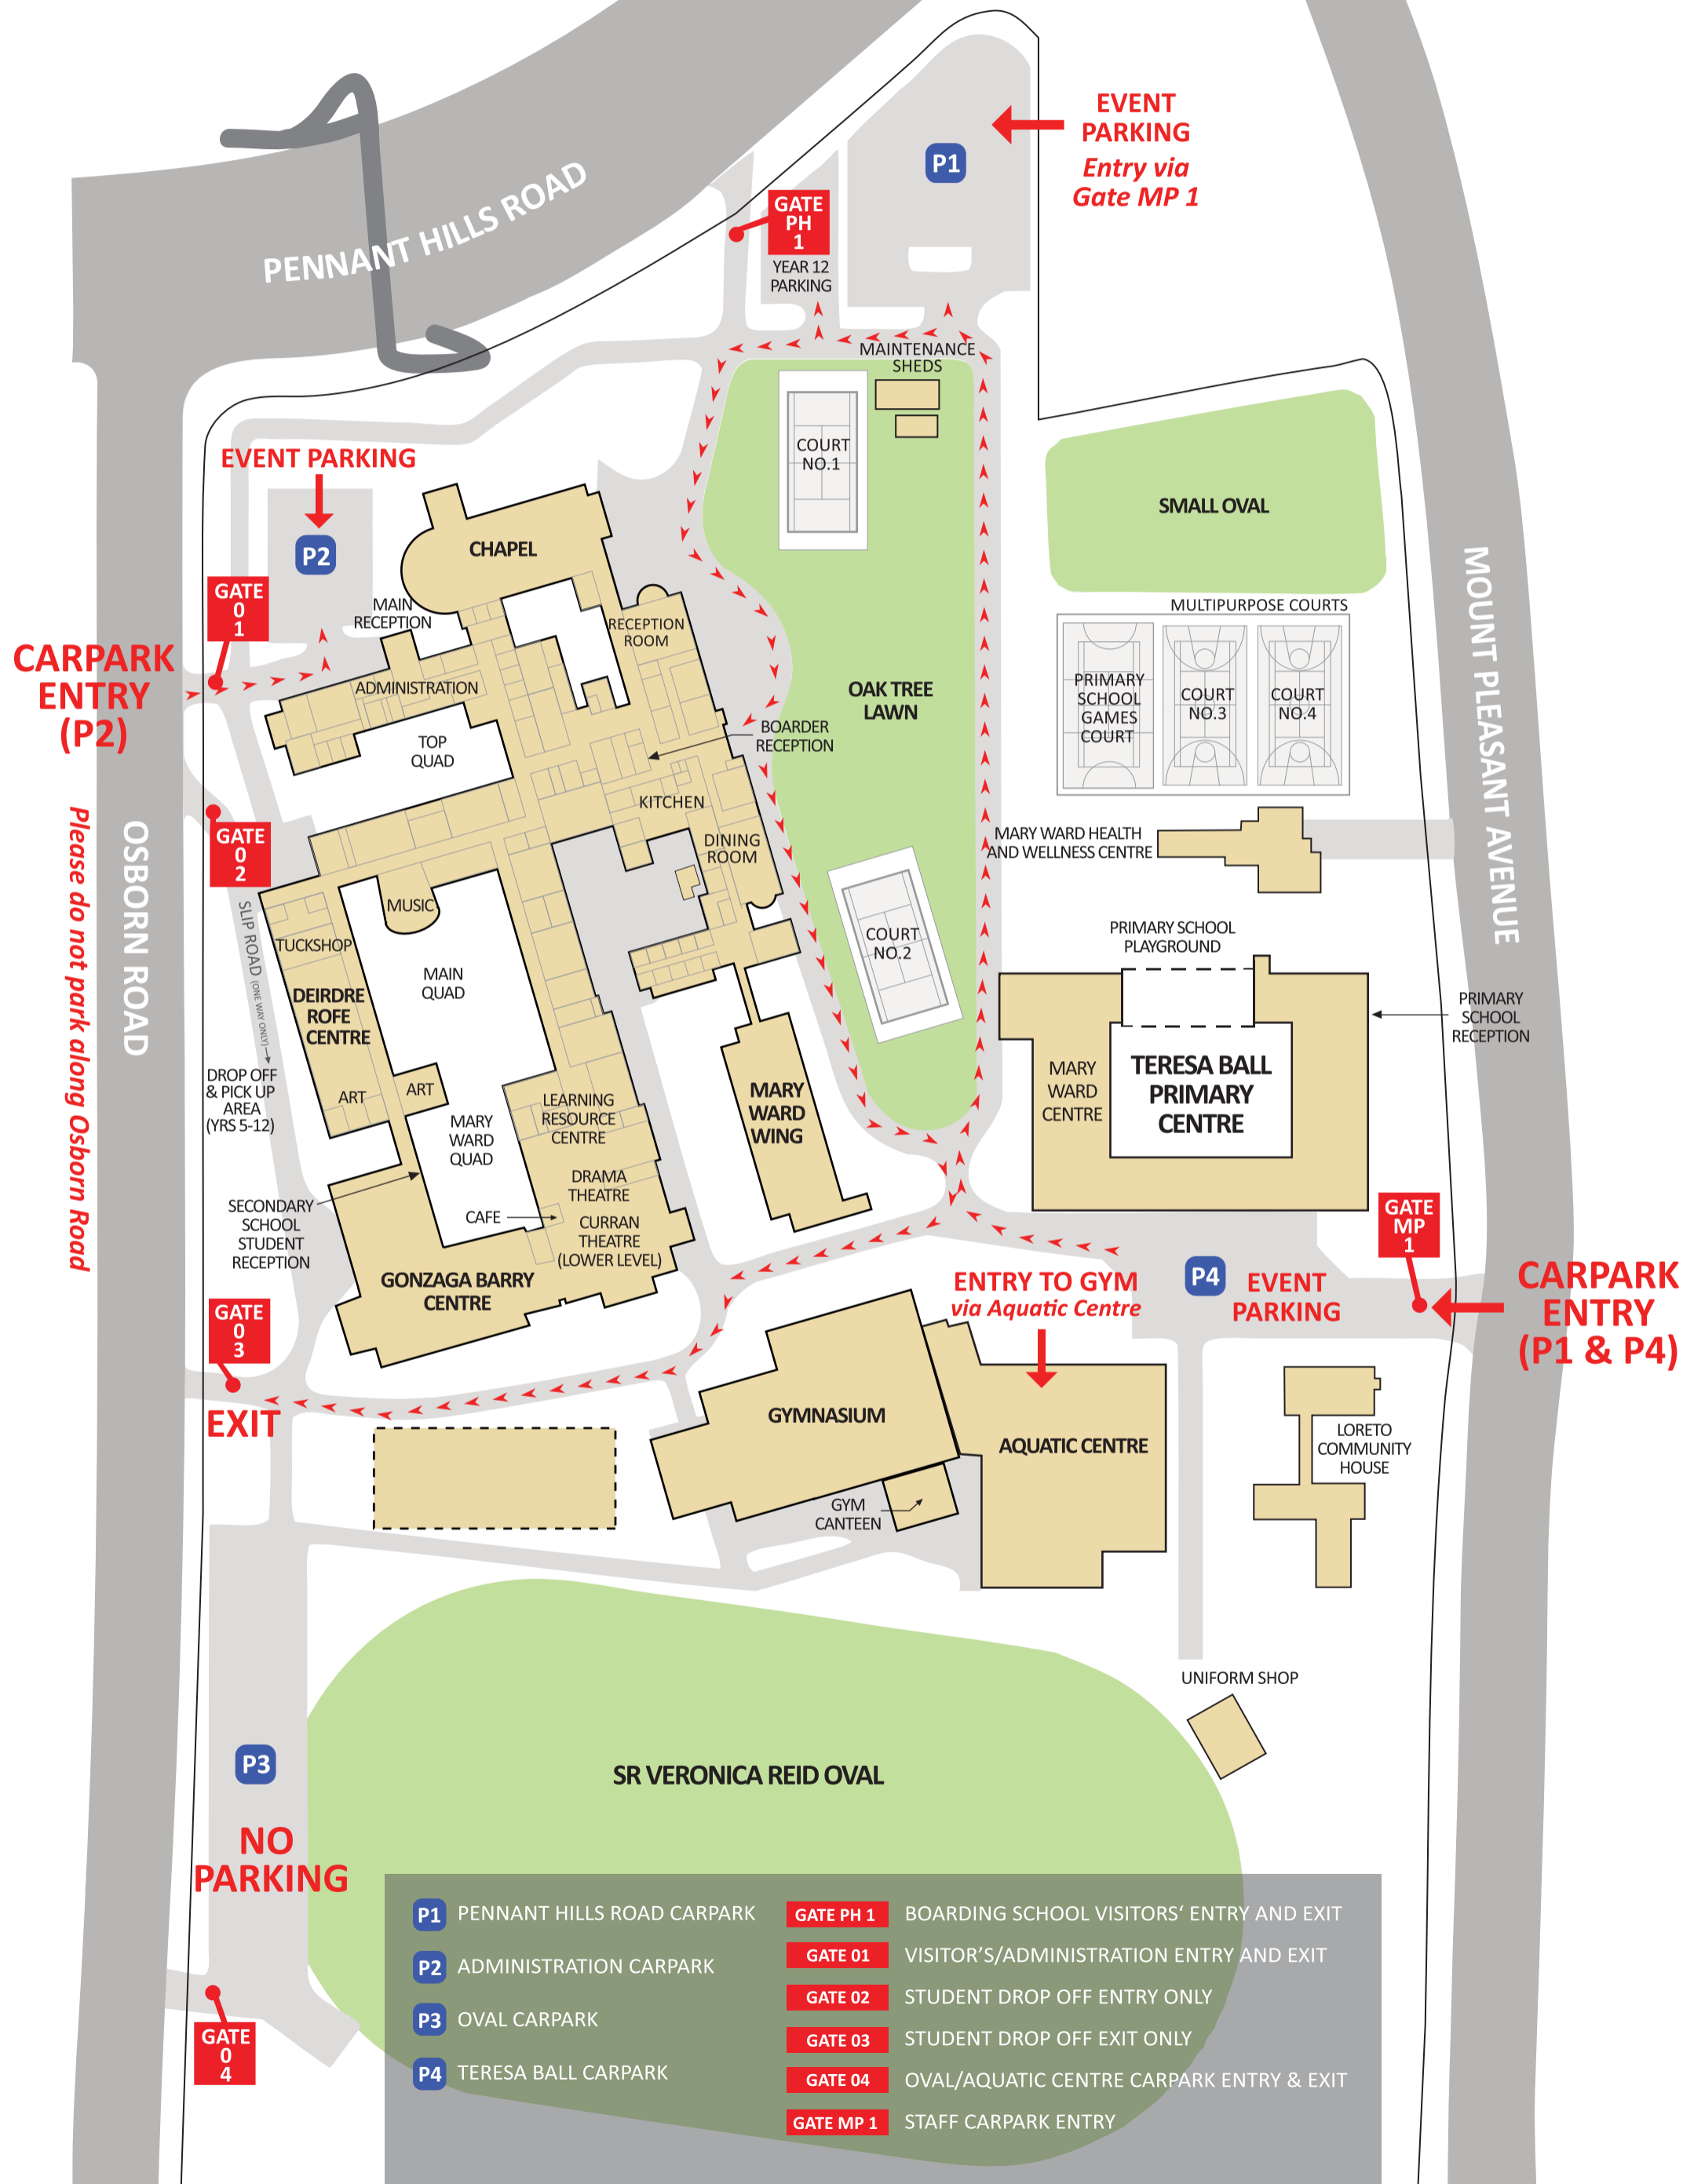 EVENT
PARKING
Entry via
Gate MP 1
P1
PENNANT HILLS ROAD
GATE
PH
1
YEAR 12
PARKING
MAINTENANCE
SHEDS
COURT
NO.1
EVENT PARKING
P2
CHAPEL
SMALL OVAL
MOUNT PLEASANT AVENUE
GATE
0
1
MAIN
RECEPTION
RECEPTION
ROOM
MULTIPURPOSE COURTS
CARPARK
ENTRY
(P2)
ADMINISTRATION
OAK TREE
LAWN
PRIMARY
SCHOOL
GAMES
COURT
COURT
NO.3
COURT
NO.4
TOP
QUAD
BOARDER
RECEPTION
KITCHEN
DINING
ROOM
MARY WARD HEALTH
AND WELLNESS CENTRE
Please do not park along Osborn Road
OSBORN ROAD
GATE
0
2
SLIP ROAD (ONE WAY ONLY)
MUSIC
TUCKSHOP
MAIN
QUAD
COURT
NO.2
PRIMARY SCHOOL
PLAYGROUND
DEIRDRE
ROFE
CENTRE
PRIMARY
SCHOOL
RECEPTION
DROP OFF
& PICK UP
AREA
(YRS 5-12)
ART
ART
MARY
WARD
QUAD
LEARNING
RESOURCE
CENTRE
MARY
WARD
WING
MARY
WARD
CENTRE
TERESA BALL
PRIMARY
CENTRE
SECONDARY
SCHOOL
STUDENT
RECEPTION
DRAMA
THEATRE
CAFE
CURRAN
THEATRE
(LOWER LEVEL)
GONZAGA BARRY
CENTRE
GATE
MP
1
P4
EVENT
PARKING
CARPARK
ENTRY
(P1 & P4)
ENTRY TO GYM
via Aquatic Centre
GATE
0
3
EXIT
GYMNASIUM
AQUATIC CENTRE
GYM
CANTEEN
LORETO
COMMUNITY
HOUSE
UNIFORM SHOP
P3
SR VERONICA REID OVAL
NO
PARKING
GATE
0
4
P1 PENNANT HILLS ROAD CARPARK
P2 ADMINISTRATION CARPARK
P3 OVAL CARPARK
P4 TERESA BALL CARPARK
GATE PH 1 BOARDING SCHOOL VISITORS‘ ENTRY AND EXIT
GATE 01 VISITOR’S/ADMINISTRATION ENTRY AND EXIT
GATE 02 STUDENT DROP OFF ENTRY ONLY
GATE 03 STUDENT DROP OFF EXIT ONLY
GATE 04 OVAL/AQUATIC CENTRE CARPARK ENTRY & EXIT
GATE MP 1 STAFF CARPARK ENTRY